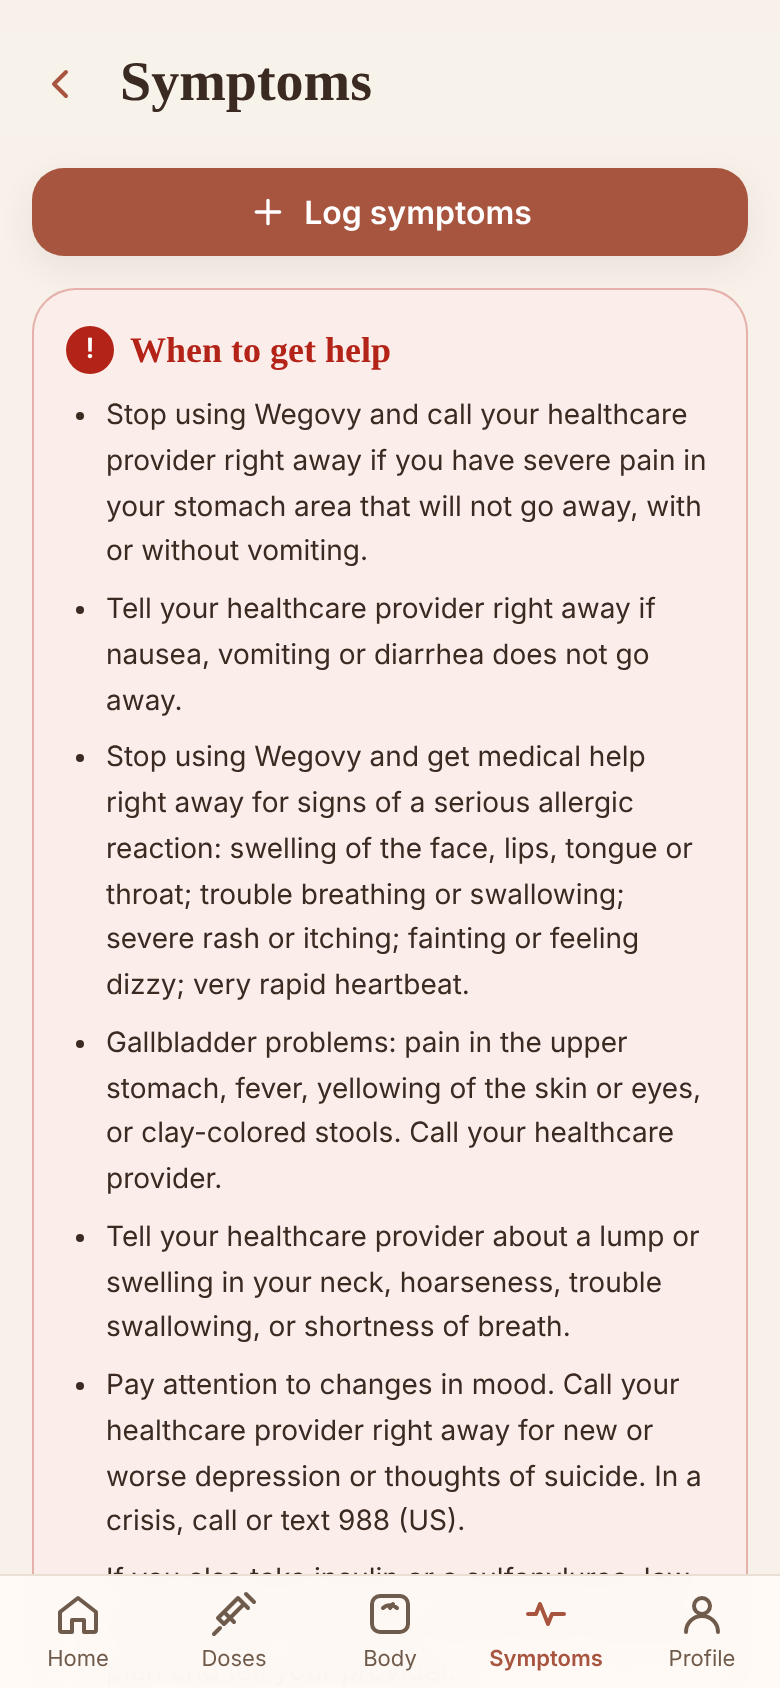 Symptoms
Log symptoms
When to get help
• Stop using Wegovy and call your healthcare
provider right away if you have severe pain in
your stomach area that will not go away, with
or without vomiting.
• Tell your healthcare provider right away if
nausea, vomiting or diarrhea does not go
away.
• Stop using Wegovy and get medical help
right away for signs of a serious allergic
reaction: swelling of the face, lips, tongue or
throat; trouble breathing or swallowing;
severe rash or itching; fainting or feeling
dizzy; very rapid heartbeat.
• Gallbladder problems: pain in the upper
stomach, fever, yellowing of the skin or eyes,
or clay-colored stools. Call your healthcare
provider.
• Tell your healthcare provider about a lump or
swelling in your neck, hoarseness, trouble
swallowing, or shortness of breath.
• Pay attention to changes in mood. Call your
healthcare provider right away for new or
worse depression or thoughts of suicide. In a
crisis, call or text 988 (US).
If you also take insulin or a sulfonylurea, low
Home
Doses
Body
Symptoms
Profile